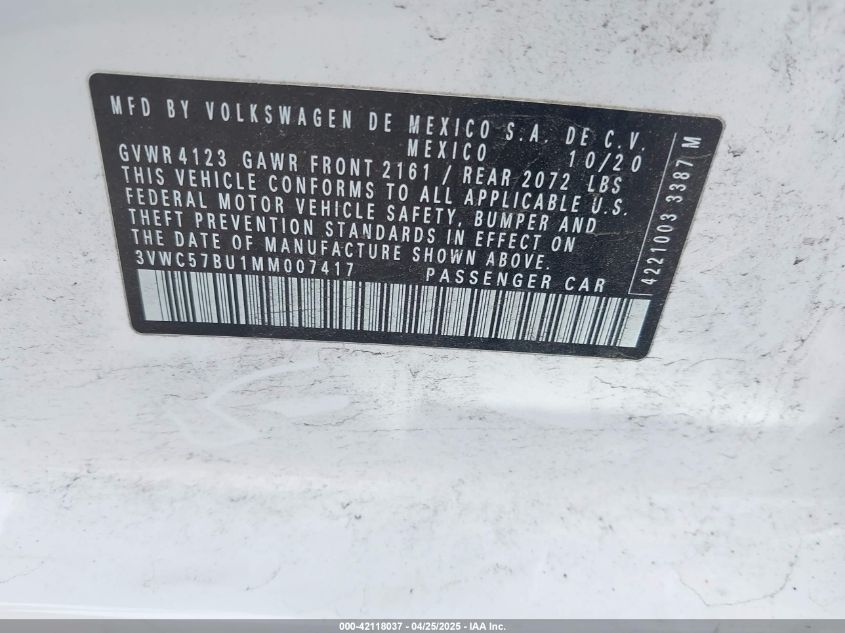 MFD BY VOLKSWAGEN DE MEXICO S.A. DE C.V.
MEXICO 10/20
GVWR 4123 GAWR FRONT 2161 / REAR 2072 LBS
THIS VEHICLE CONFORMS TO ALL APPLICABLE U.S.
FEDERAL MOTOR VEHICLE SAFETY, BUMPER AND
THEFT PREVENTION STANDARDS IN EFFECT ON
THE DATE OF MANUFACTURE SHOWN ABOVE.
3VWC57BU1MM007417 PASSENGER CAR
4221003 3387 M
000-42118037 - 04/25/2025 - IAA Inc.